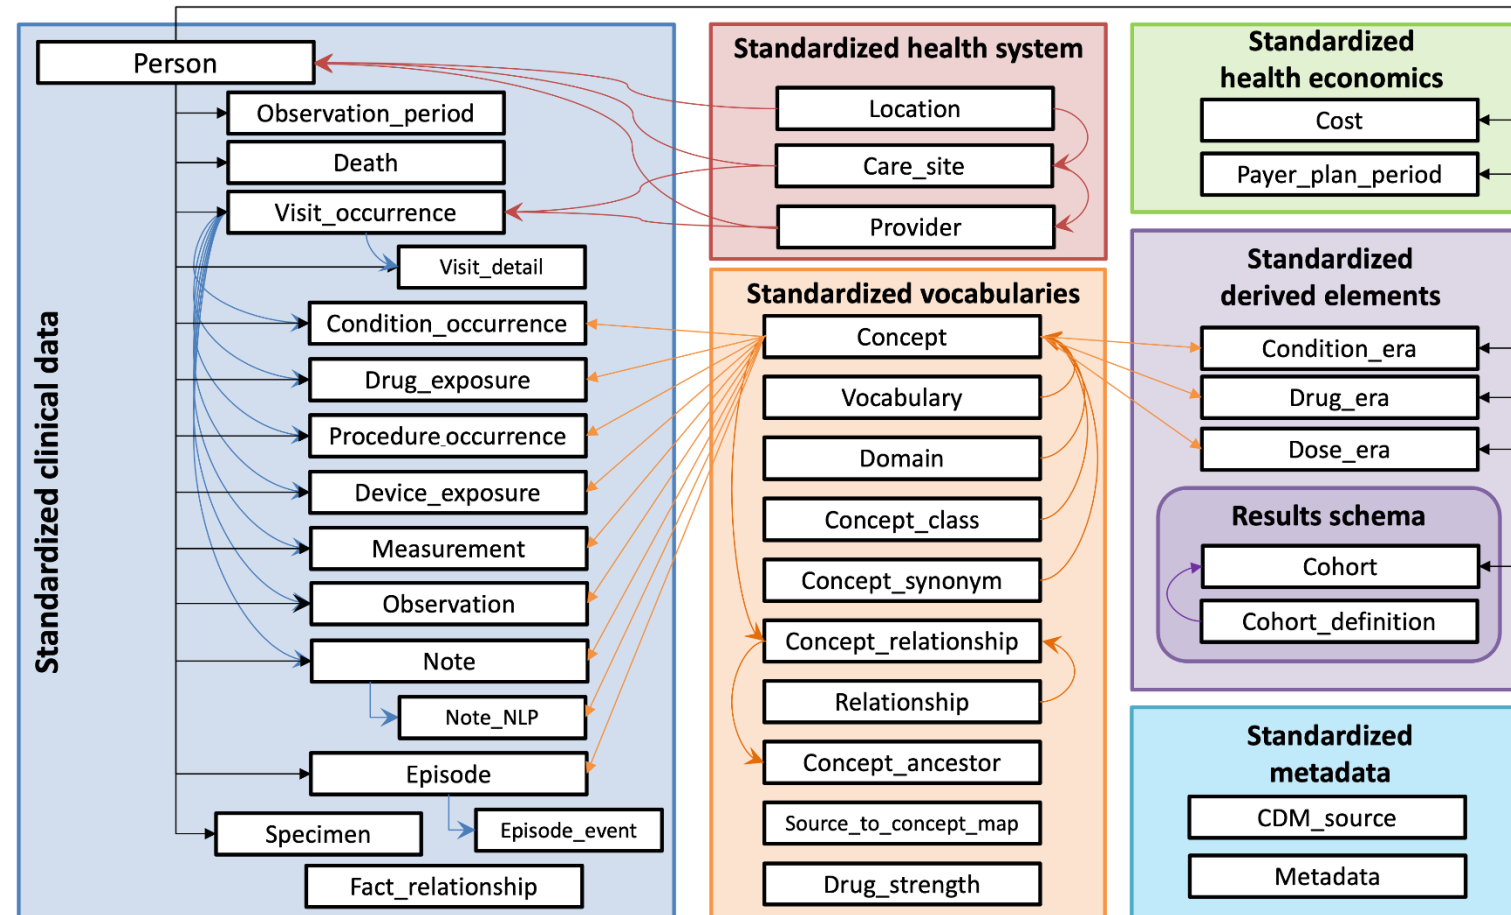 Standardized clinical data
Person
Observation_period
Death
Visit_occurrence
Visit_detail
Condition_occurrence
Drug_exposure
Procedure_occurrence
Device_exposure
Measurement
Observation
Note
Note_NLP
Episode
Episode_event
Specimen
Fact_relationship
Standardized health system
Location
Care_site
Provider
Standardized vocabularies
Concept
Vocabulary
Domain
Concept_class
Concept_synonym
Concept_relationship
Relationship
Concept_ancestor
Source_to_concept_map
Drug_strength
Standardized
health economics
Cost
Payer_plan_period
Standardized
derived elements
Condition_era
Drug_era
Dose_era
Results schema
Cohort
Cohort_definition
Standardized
metadata
CDM_source
Metadata